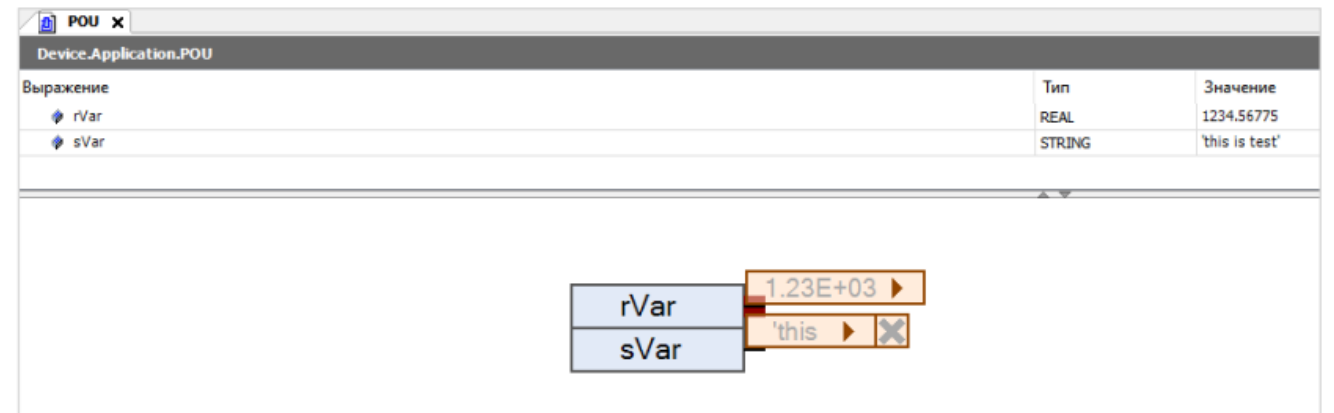 POU x
Device.Application.POU
Выражение Тип Значение
rVar REAL 1234.56775
sVar STRING 'this is test'
rVar 1.23E+03
sVar 'this